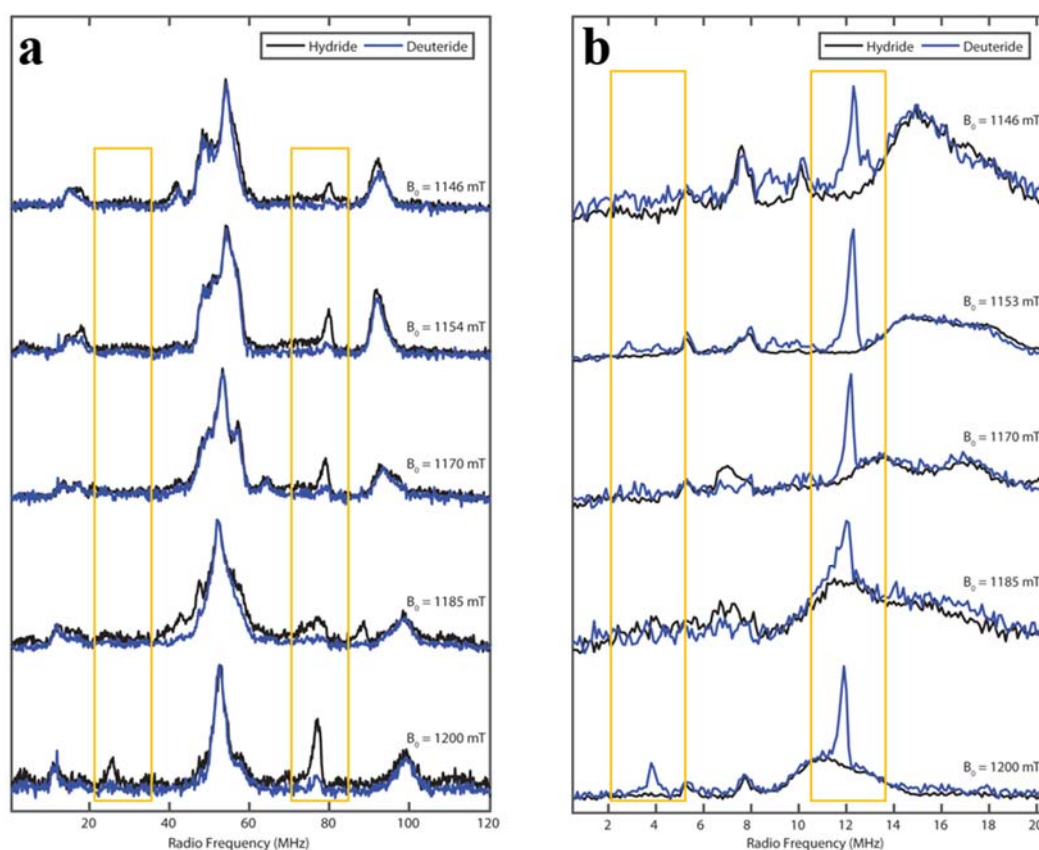 a
Hydride Deuteride
B0 = 1146 mT
B0 = 1154 mT
B0 = 1170 mT
B0 = 1185 mT
B0 = 1200 mT
20 40 60 80 100 120
Radio Frequency (MHz)
b
Hydride Deuteride
B0 = 1146 mT
B0 = 1153 mT
B0 = 1170 mT
B0 = 1185 mT
B0 = 1200 mT
2 4 6 8 10 12 14 16 18 20
Radio Frequency (MHz)